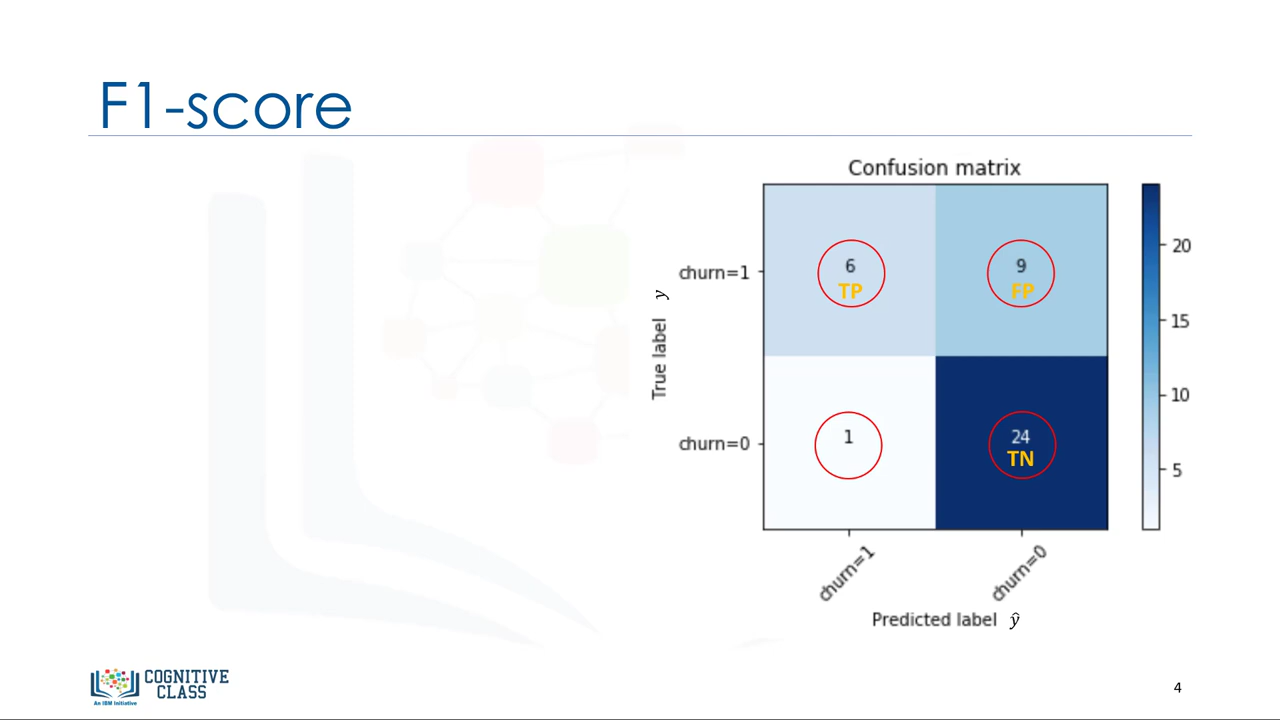 F1-score
Confusion matrix
True label y
churn=1
churn=0
6
TP
9
FP
1
24
TN
20
15
10
5
churn=1
churn=0
Predicted label ŷ
COGNITIVE
CLASS
An IBM Initiative
4